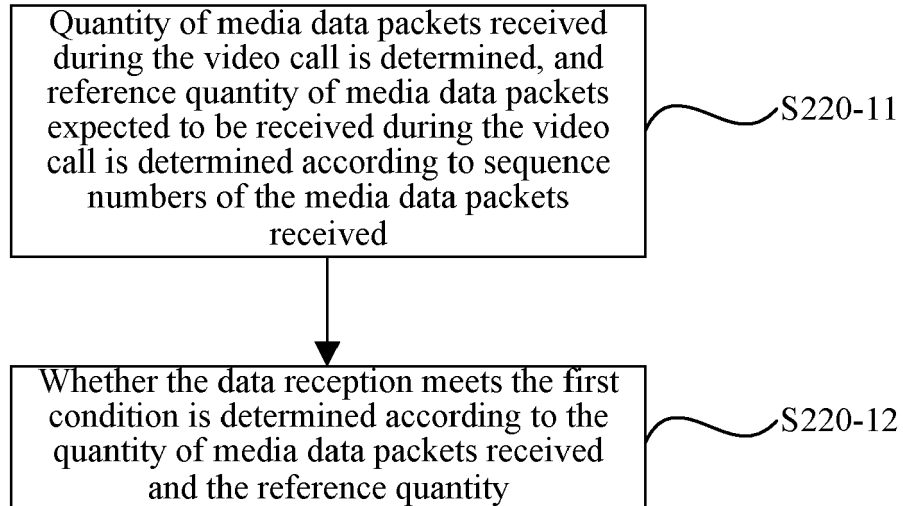 Quantity of media data packets received
during the video call is determined, and
reference quantity of media data packets
expected to be received during the video
call is determined according to sequence
numbers of the media data packets
received
S220-11
Whether the data reception meets the first
condition is determined according to the
quantity of media data packets received
and the reference quantity
S220-12